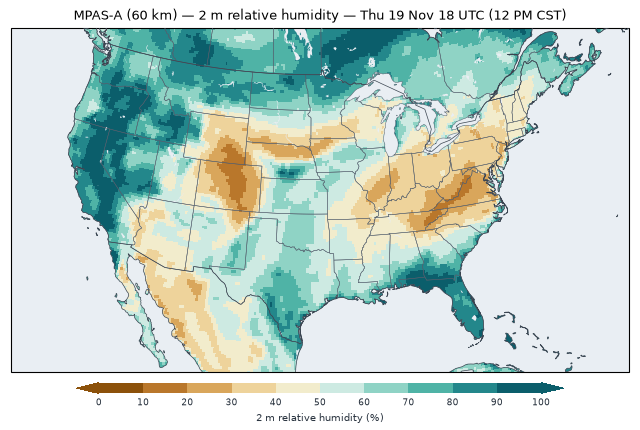 MPAS-A (60 km) — 2 m relative humidity — Thu 19 Nov 18 UTC (12 PM CST)
0 10 20 30 40 50 60 70 80 90 100
2 m relative humidity (%)